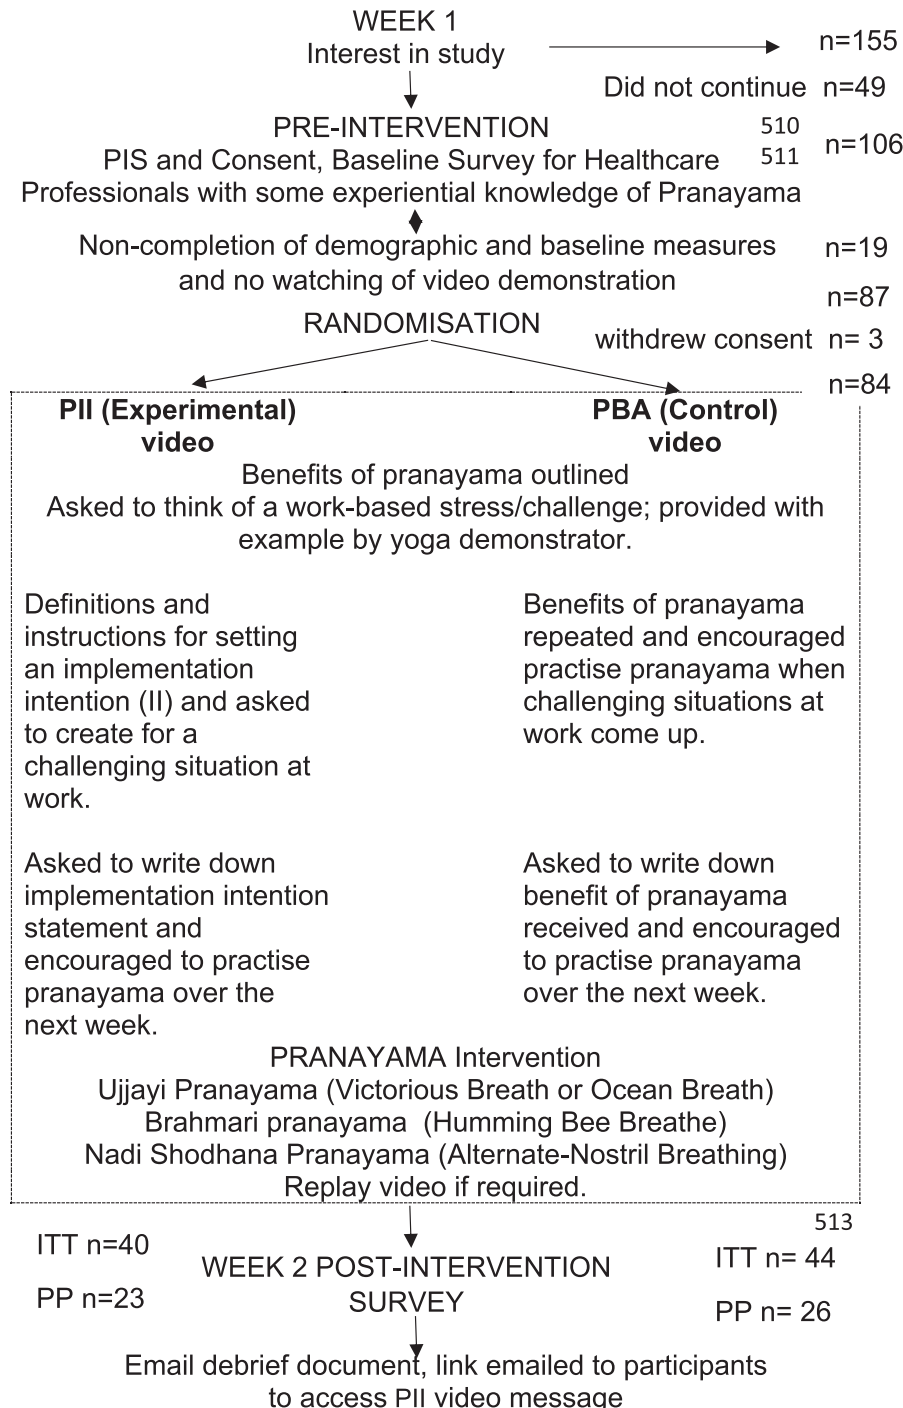 WEEK 1
Interest in study
n=155
Did not continue n=49
PRE-INTERVENTION
510
PIS and Consent, Baseline Survey for Healthcare
511
n=106
Professionals with some experiential knowledge of Pranayama
Non-completion of demographic and baseline measures
n=19
and no watching of video demonstration
n=87
RANDOMISATION
withdrew consent n= 3
n=84
PII (Experimental)
video
PBA (Control)
video
Benefits of pranayama outlined
Asked to think of a work-based stress/challenge; provided with
example by yoga demonstrator.
Definitions and
instructions for setting
an implementation
intention (II) and asked
to create for a
challenging situation at
work.
Benefits of pranayama
repeated and encouraged
practise pranayama when
challenging situations at
work come up.
Asked to write down
implementation intention
statement and
encouraged to practise
pranayama over the
next week.
Asked to write down
benefit of pranayama
received and encouraged
to practise pranayama
over the next week.
PRANAYAMA Intervention
Ujjayi Pranayama (Victorious Breath or Ocean Breath)
Brahmari pranayama (Humming Bee Breathe)
Nadi Shodhana Pranayama (Alternate-Nostril Breathing)
Replay video if required.
513
ITT n=40
PP n=23
WEEK 2 POST-INTERVENTION
SURVEY
ITT n= 44
PP n= 26
Email debrief document, link emailed to participants
to access PII video message